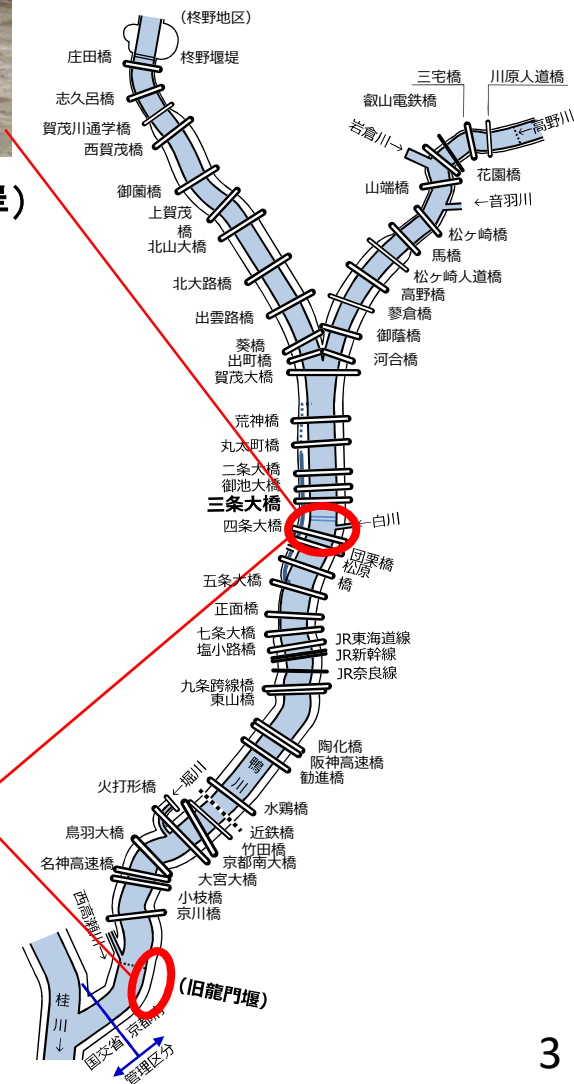 (柊野地区)
庄田橋
柊野堰堤
志久呂橋
賀茂川通学橋
西賀茂橋
御薗橋
上賀茂
橋
北山大橋
北大路橋
出雲路橋
葵橋
出町橋
賀茂大橋
三宅橋
川原人道橋
叡山電鉄橋
岩倉川→
←高野川
花園橋
山端橋
←音羽川
松ヶ崎橋
馬橋
松ヶ崎人道橋
高野橋
蓼倉橋
御蔭橋
河合橋
荒神橋
丸太町橋
二条大橋
御池大橋
三条大橋
四条大橋
←白川
団栗橋
松原
橋
五条大橋
正面橋
七条大橋
塩小路橋
JR東海道線
JR新幹線
JR奈良線
九条跨線橋
東山橋
陶化橋
阪神高速橋
勧進橋
鴨
川
火打形橋
←堀川
水鶏橋
近鉄橋
竹田橋
京都南大橋
大宮大橋
鳥羽大橋
名神高速橋
小枝橋
京川橋
西高瀬川→
(旧龍門堰)
桂
川
↓
国交省
京都府
管理区分
3